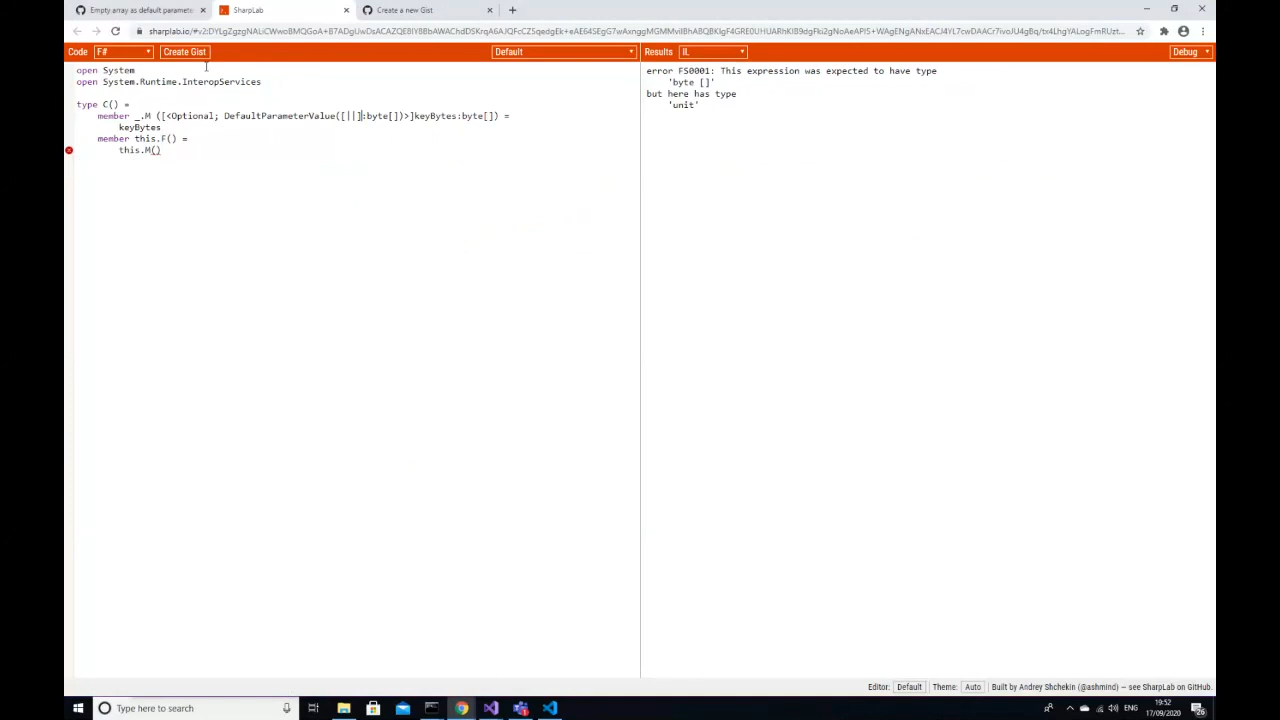 Empty array as default paramete
SharpLab
Create a new Gist
Code F# Create Gist Default Results IL Debug
open System
open System.Runtime.InteropServices
type C() =
member _.M ([<Optional; DefaultParameterValue([||]:byte[])>]keyBytes:byte[]) =
keyBytes
member this.F() =
this.M()
error FS0001: This expression was expected to have type
'byte []'
but here has type
'unit'
Editor: Default Theme: Auto Built by Andrey Shchekin (@ashmind) — see SharpLab on GitHub.
Type here to search
ENG
19:52
17/09/2020
26